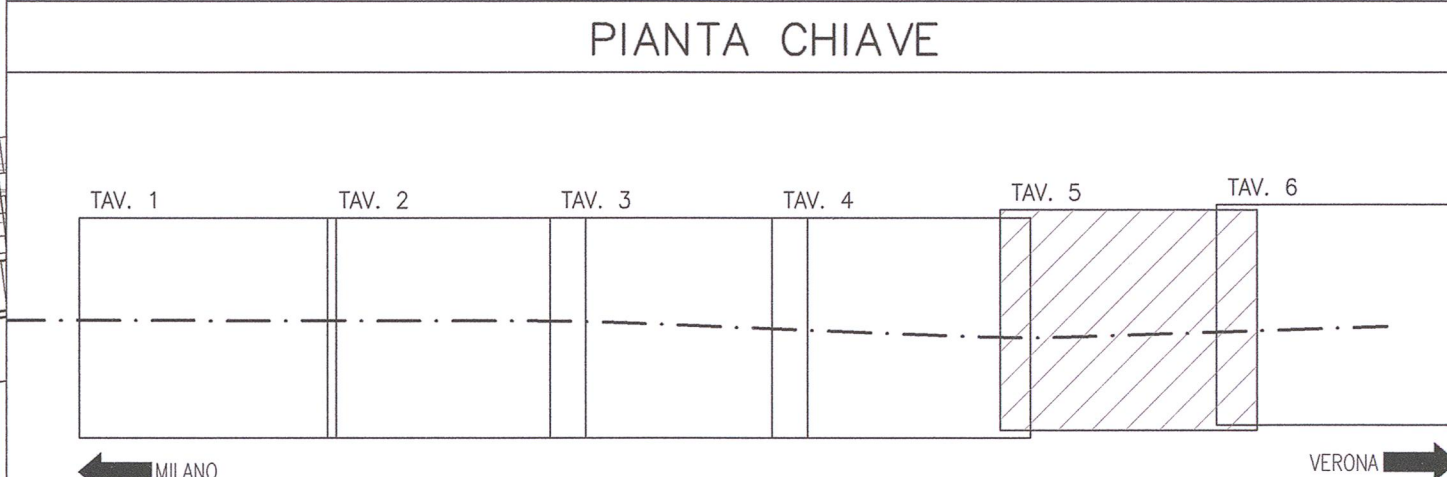 PIANTA CHIAVE
TAV. 1
TAV. 2
TAV. 3
TAV. 4
TAV. 5
TAV. 6
MILANO
VERONA